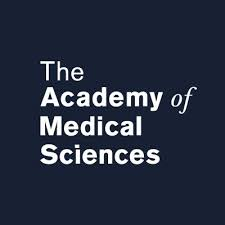 The
Academy of
Medical
Sciences